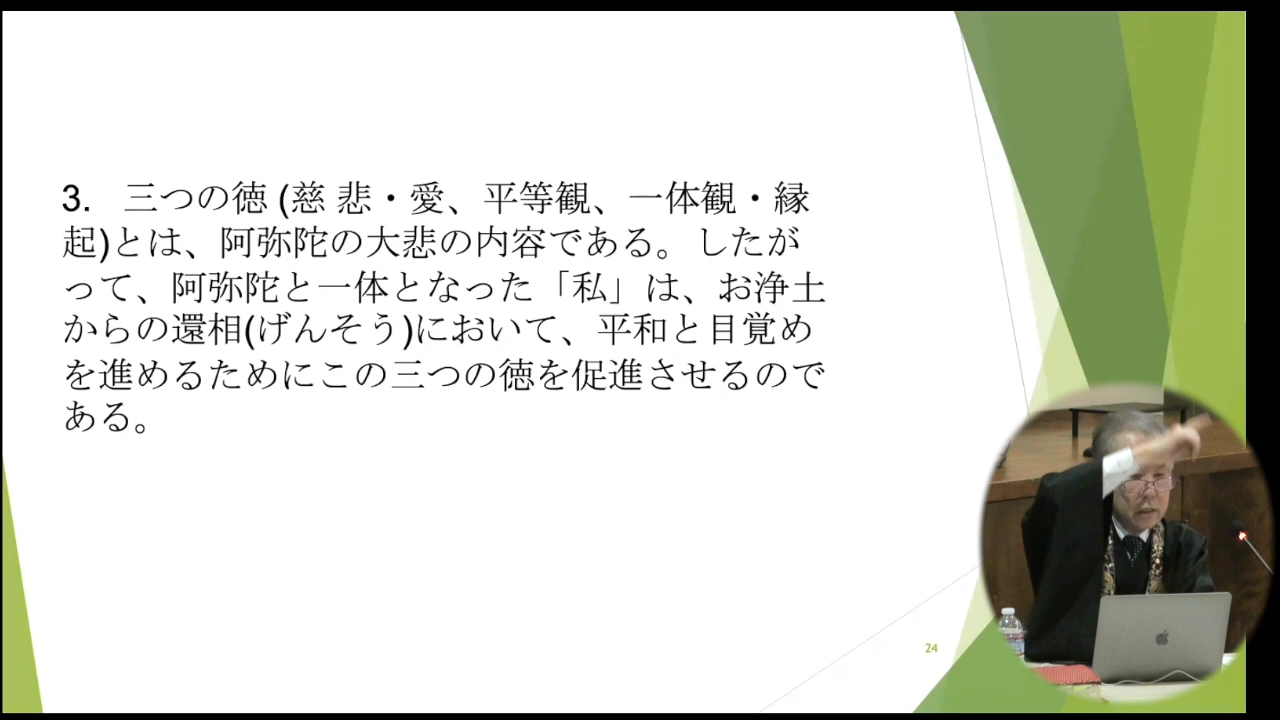 3. 三つの徳 (慈 悲・愛、平等観、一体観・縁
起)とは、阿弥陀の大悲の内容である。したが
って、阿弥陀と一体となった「私」は、お浄土
からの還相(げんそう)において、平和と目覚め
を進めるためにこの三つの徳を促進させるので
ある。
24